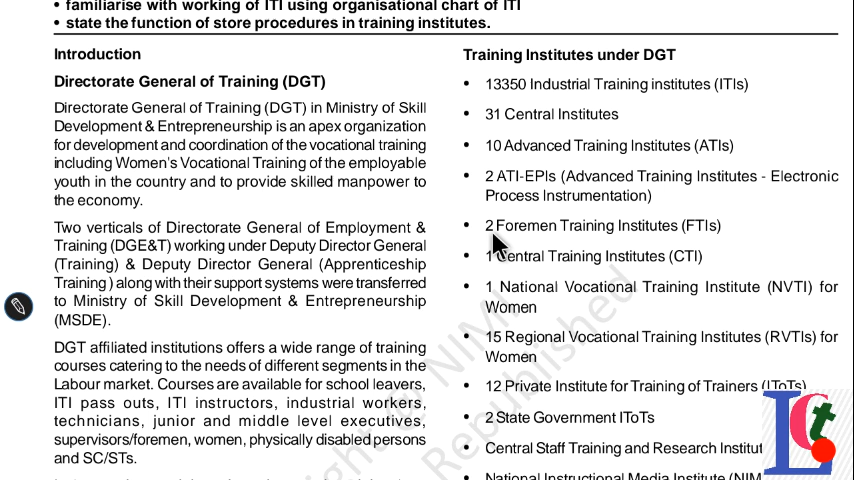 • familiarise with working of ITI using organisational chart of ITI
• state the function of store procedures in training institutes.
Introduction
Directorate General of Training (DGT)
Directorate General of Training (DGT) in Ministry of Skill
Development & Entrepreneurship is an apex organization
for development and coordination of the vocational training
including Women's Vocational Training of the employable
youth in the country and to provide skilled manpower to
the economy.
Two verticals of Directorate General of Employment &
Training (DGE&T) working under Deputy Director General
(Training) & Deputy Director General (Apprenticeship
Training ) along with their support systems were transferred
to Ministry of Skill Development & Entrepreneurship
(MSDE).
DGT affiliated institutions offers a wide range of training
courses catering to the needs of different segments in the
Labour market. Courses are available for school leavers,
ITI pass outs, ITI instructors, industrial workers,
technicians, junior and middle level executives,
supervisors/foremen, women, physically disabled persons
and SC/STs.
Training Institutes under DGT
• 13350 Industrial Training institutes (ITIs)
• 31 Central Institutes
• 10 Advanced Training Institutes (ATIs)
• 2 ATI-EPIs (Advanced Training Institutes - Electronic
Process Instrumentation)
• 2 Foremen Training Institutes (FTIs)
• 1 Central Training Institutes (CTI)
• 1 National Vocational Training Institute (NVTI) for
Women
• 15 Regional Vocational Training Institutes (RVTIs) for
Women
• 12 Private Institute for Training of Trainers (IToTs)
• 2 State Government IToTs
• Central Staff Training and Research Institut
• National Instructional Media Institute (NIM
@ NIMI
Republished
LCt